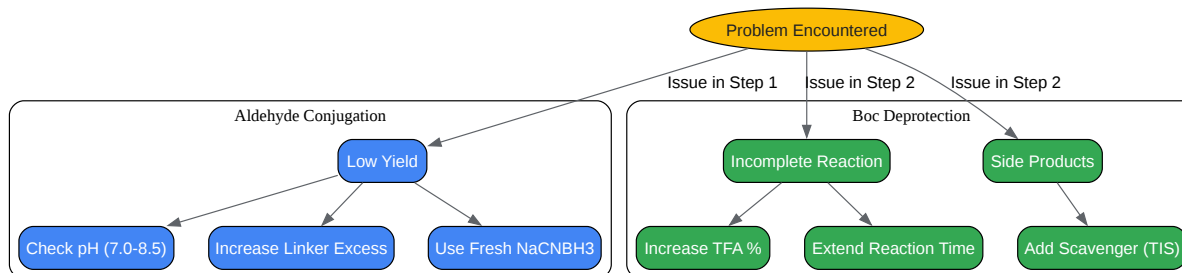 Problem Encountered
Issue in Step 1
Issue in Step 2
Issue in Step 2
Aldehyde Conjugation
Boc Deprotection
Low Yield
Incomplete Reaction
Side Products
Check pH (7.0-8.5)
Increase Linker Excess
Use Fresh NaCNBH3
Increase TFA %
Extend Reaction Time
Add Scavenger (TIS)